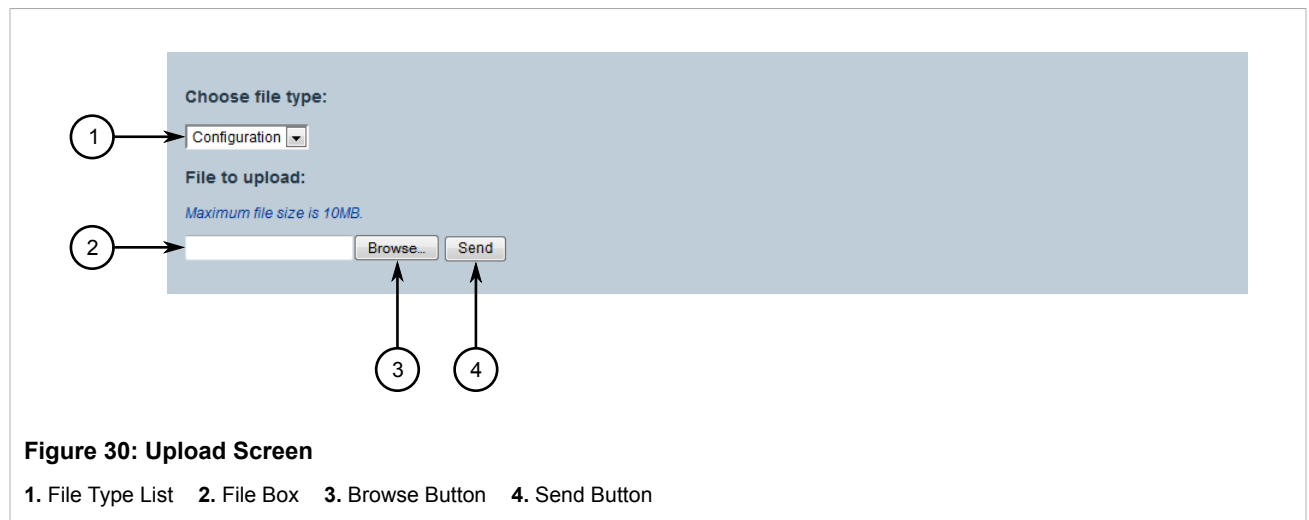 Choose file type:
1
Configuration
File to upload:
Maximum file size is 10MB.
2
Browse...
Send
3
4
Figure 30: Upload Screen
1. File Type List 2. File Box 3. Browse Button 4. Send Button